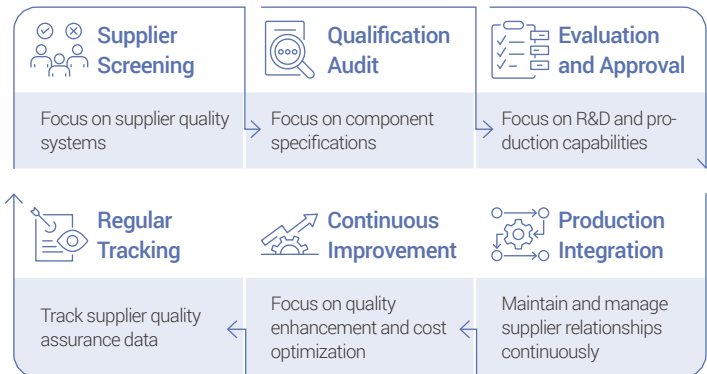 Supplier
Screening
Focus on supplier quality
systems
Qualification
Audit
Focus on component
specifications
Evaluation
and Approval
Focus on R&D and pro-
duction capabilities
Regular
Tracking
Track supplier quality
assurance data
Continuous
Improvement
Focus on quality
enhancement and cost
optimization
Production
Integration
Maintain and manage
supplier relationships
continuously